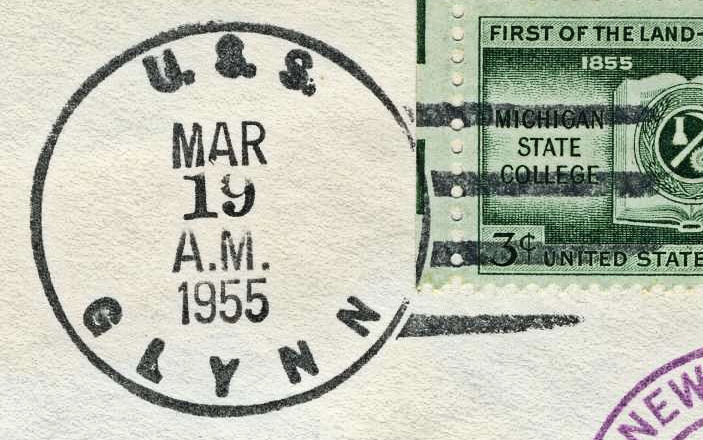 U.S.S.
MAR
19
A.M.
1955
GLYNN
FIRST OF THE LAND-
1855
MICHIGAN
STATE
COLLEGE
3¢ UNITED STATE
NEW